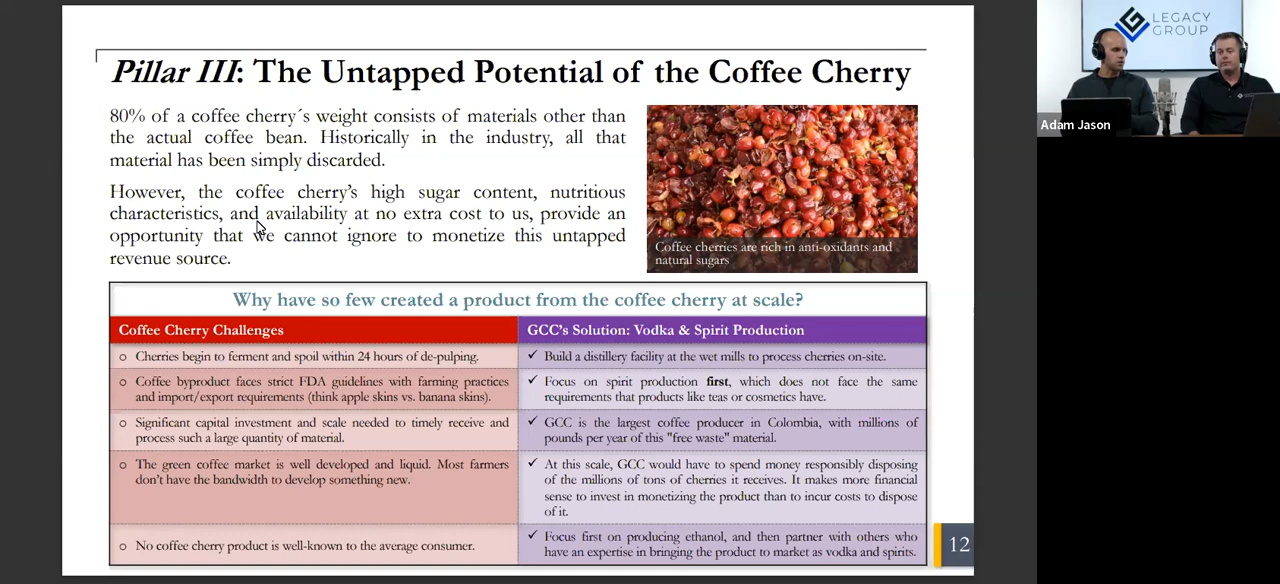 Pillar III: The Untapped Potential of the Coffee Cherry
80% of a coffee cherry´s weight consists of materials other than
the actual coffee bean. Historically in the industry, all that
material has been simply discarded.
However, the coffee cherry's high sugar content, nutritious
characteristics, and availability at no extra cost to us, provide an
opportunity that we cannot ignore to monetize this untapped
revenue source.
Coffee cherries are rich in anti-oxidants and
natural sugars
Why have so few created a product from the coffee cherry at scale?
Coffee Cherry Challenges
GCC's Solution: Vodka & Spirit Production
Cherries begin to ferment and spoil within 24 hours of de-pulping.
Build a distillery facility at the wet mills to process cherries on-site.
Coffee byproduct faces strict FDA guidelines with farming practices
and import/export requirements (think apple skins vs. banana skins).
Focus on spirit production first, which does not face the same
requirements that products like teas or cosmetics have.
Significant capital investment and scale needed to timely receive and
process such a large quantity of material.
GCC is the largest coffee producer in Colombia, with millions of
pounds per year of this "free waste" material.
The green coffee market is well developed and liquid. Most farmers
don't have the bandwidth to develop something new.
At this scale, GCC would have to spend money responsibly disposing
of the millions of tons of cherries it receives. It makes more financial
sense to invest in monetizing the product than to incur costs to dispose
of it.
No coffee cherry product is well-known to the average consumer.
Focus first on producing ethanol, and then partner with others who
have an expertise in bringing the product to market as vodka and spirits.
12
LEGACY
GROUP
Adam Jason